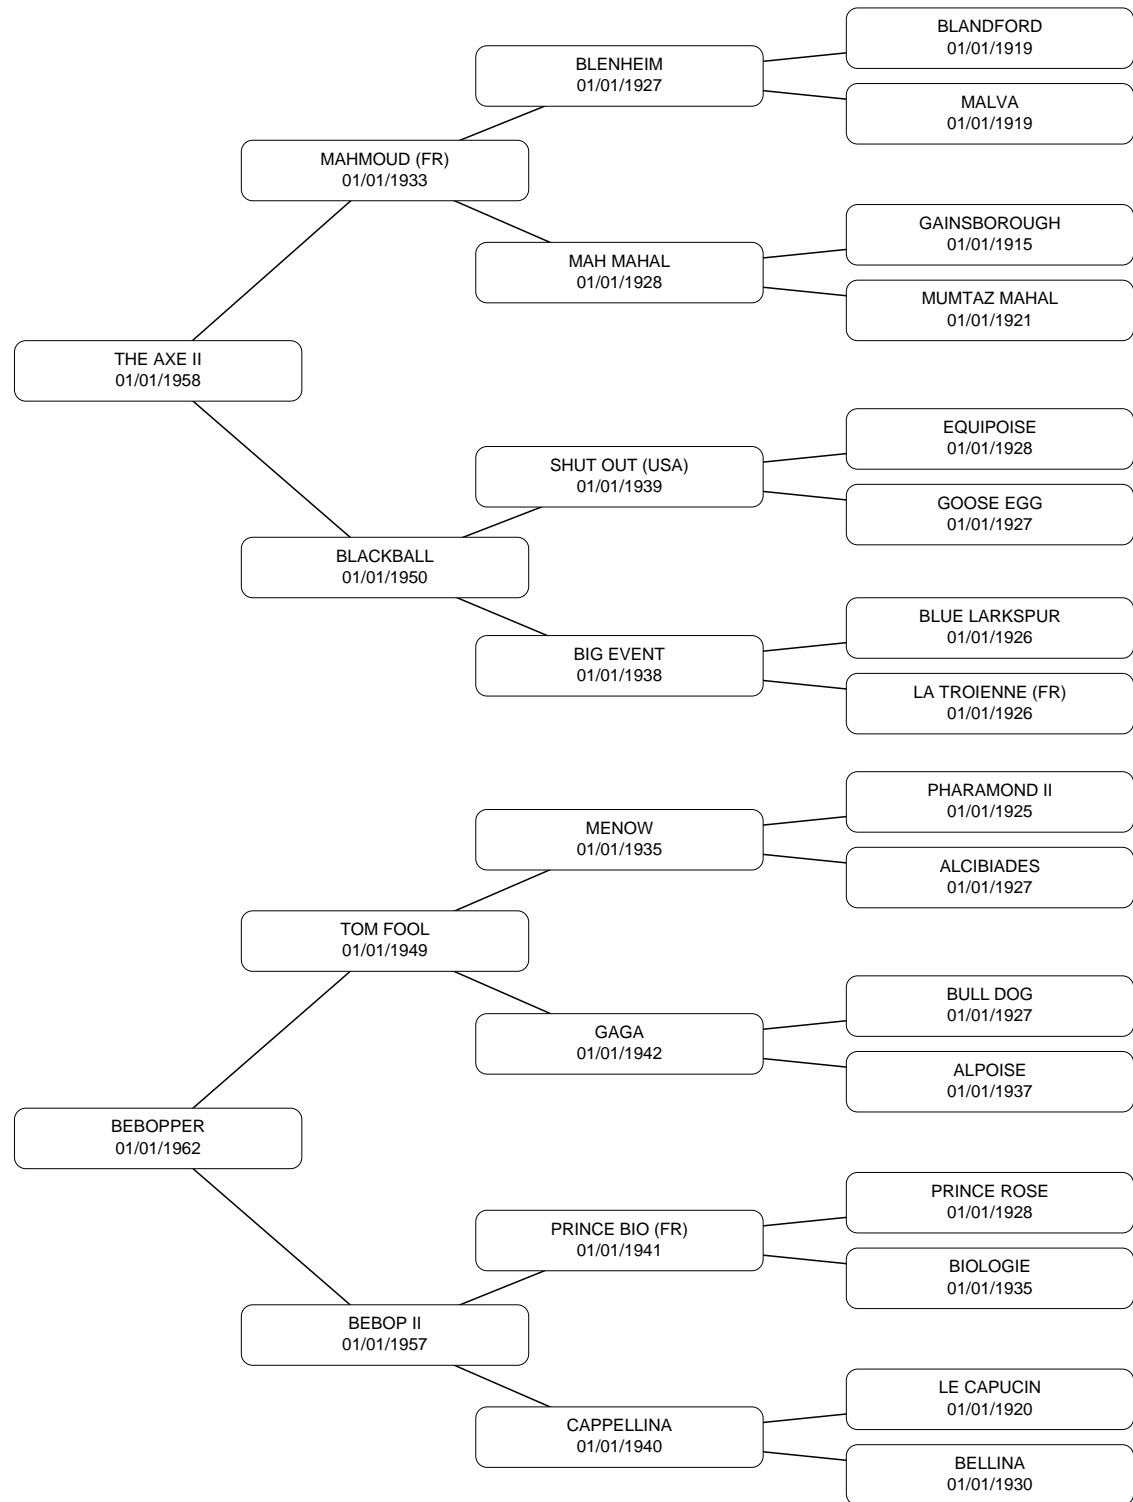 BLANDFORD
01/01/1919
BLENHEIM
01/01/1927
MALVA
01/01/1919
MAHMOUD (FR)
01/01/1933
GAINSBOROUGH
01/01/1915
MAH MAHAL
01/01/1928
MUMTAZ MAHAL
01/01/1921
THE AXE II
01/01/1958
EQUIPOISE
01/01/1928
SHUT OUT (USA)
01/01/1939
GOOSE EGG
01/01/1927
BLACKBALL
01/01/1950
BLUE LARKSPUR
01/01/1926
BIG EVENT
01/01/1938
LA TROIENNE (FR)
01/01/1926
PHARAMOND II
01/01/1925
MENOW
01/01/1935
ALCIBIADES
01/01/1927
TOM FOOL
01/01/1949
BULL DOG
01/01/1927
GAGA
01/01/1942
ALPOISE
01/01/1937
BEBOPPER
01/01/1962
PRINCE ROSE
01/01/1928
PRINCE BIO (FR)
01/01/1941
BIOLOGIE
01/01/1935
BEBOP II
01/01/1957
LE CAPUCIN
01/01/1920
CAPPELLINA
01/01/1940
BELLINA
01/01/1930